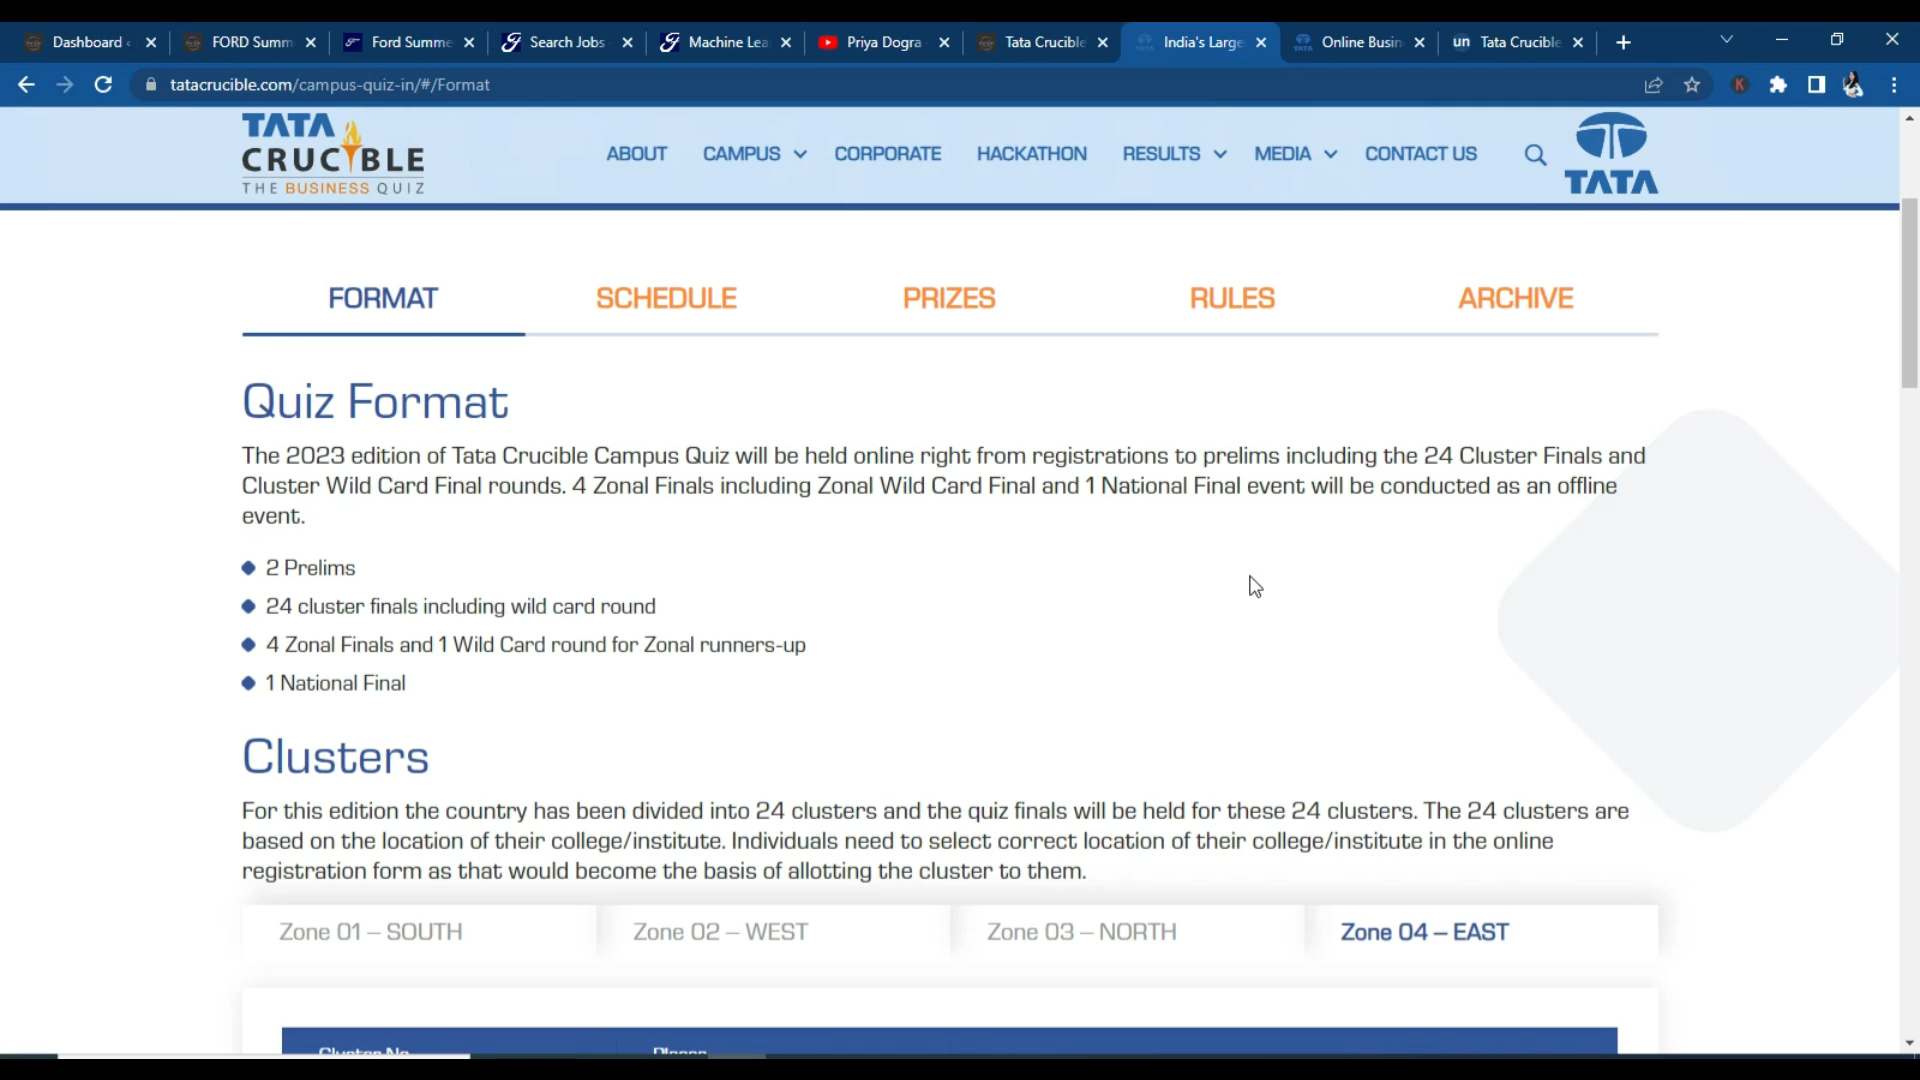 Dashboard
FORD Summ
Ford Summe
Search Jobs
Machine Lea
Priya Dogra
Tata Crucible
India's Large
Online Busin
un
Tata Crucible
tatacrucible.com/campus-quiz-in/#/Format
K
TATA
CRUCIBLE
THE BUSINESS QUIZ
ABOUT
CAMPUS
CORPORATE
HACKATHON
RESULTS
MEDIA
CONTACT US
TATA
FORMAT
SCHEDULE
PRIZES
RULES
ARCHIVE
Quiz Format
The 2023 edition of Tata Crucible Campus Quiz will be held online right from registrations to prelims including the 24 Cluster Finals and
Cluster Wild Card Final rounds. 4 Zonal Finals including Zonal Wild Card Final and 1 National Final event will be conducted as an offline
event.
2 Prelims
24 cluster finals including wild card round
4 Zonal Finals and 1 Wild Card round for Zonal runners-up
1 National Final
Clusters
For this edition the country has been divided into 24 clusters and the quiz finals will be held for these 24 clusters. The 24 clusters are
based on the location of their college/institute. Individuals need to select correct location of their college/institute in the online
registration form as that would become the basis of allotting the cluster to them.
Zone 01 – SOUTH
Zone 02 – WEST
Zone 03 – NORTH
Zone 04 – EAST
Cluster No
Places